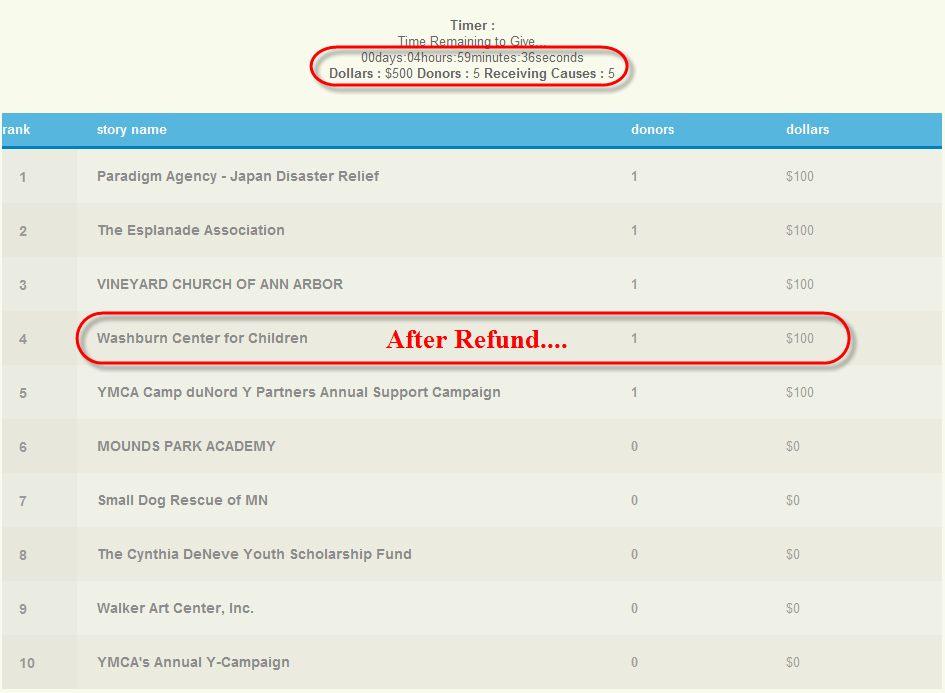 Timer :
Time Remaining to Give...
00days:04hours:59minutes:36seconds
Dollars : $500 Donors : 5 Receiving Causes : 5
rank story name donors dollars
1 Paradigm Agency - Japan Disaster Relief 1 $100
2 The Esplanade Association 1 $100
3 VINEYARD CHURCH OF ANN ARBOR 1 $100
4 Washburn Center for Children After Refund.... 1 $100
5 YMCA Camp duNord Y Partners Annual Support Campaign 1 $100
6 MOUNDS PARK ACADEMY 0 $0
7 Small Dog Rescue of MN 0 $0
8 The Cynthia DeNeve Youth Scholarship Fund 0 $0
9 Walker Art Center, Inc. 0 $0
10 YMCA's Annual Y-Campaign 0 $0